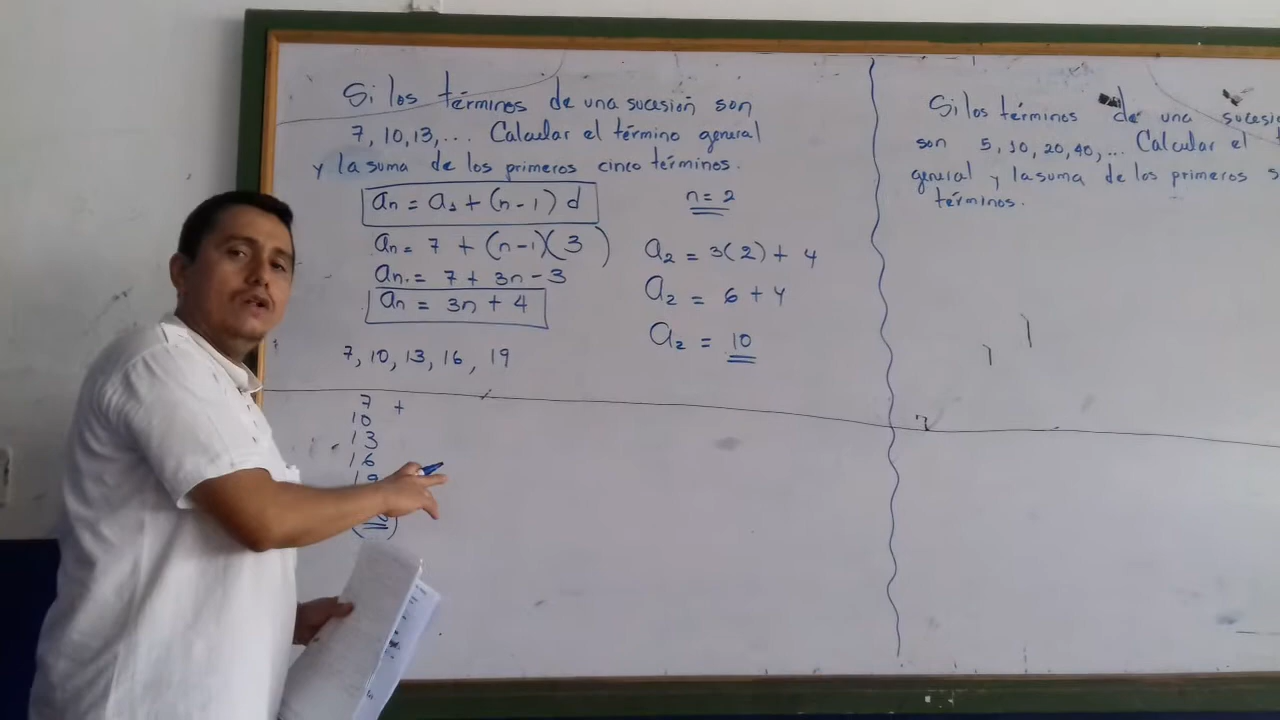 Si los términos de una sucesión son
7, 10, 13, ... Calcular el término general
y la suma de los primeros cinco términos.
an = a1 + (n - 1) d
an = 7 + (n - 1)(3)
an = 7 + 3n - 3
an = 3n + 4
7, 10, 13, 16, 19
7 +
10
13
16
19
n = 2
a2 = 3(2) + 4
a2 = 6 + 4
a2 = 10
Si los términos de una
son 5, 10, 20, 40, ... Calcular el
general y la suma de los primeros
términos.